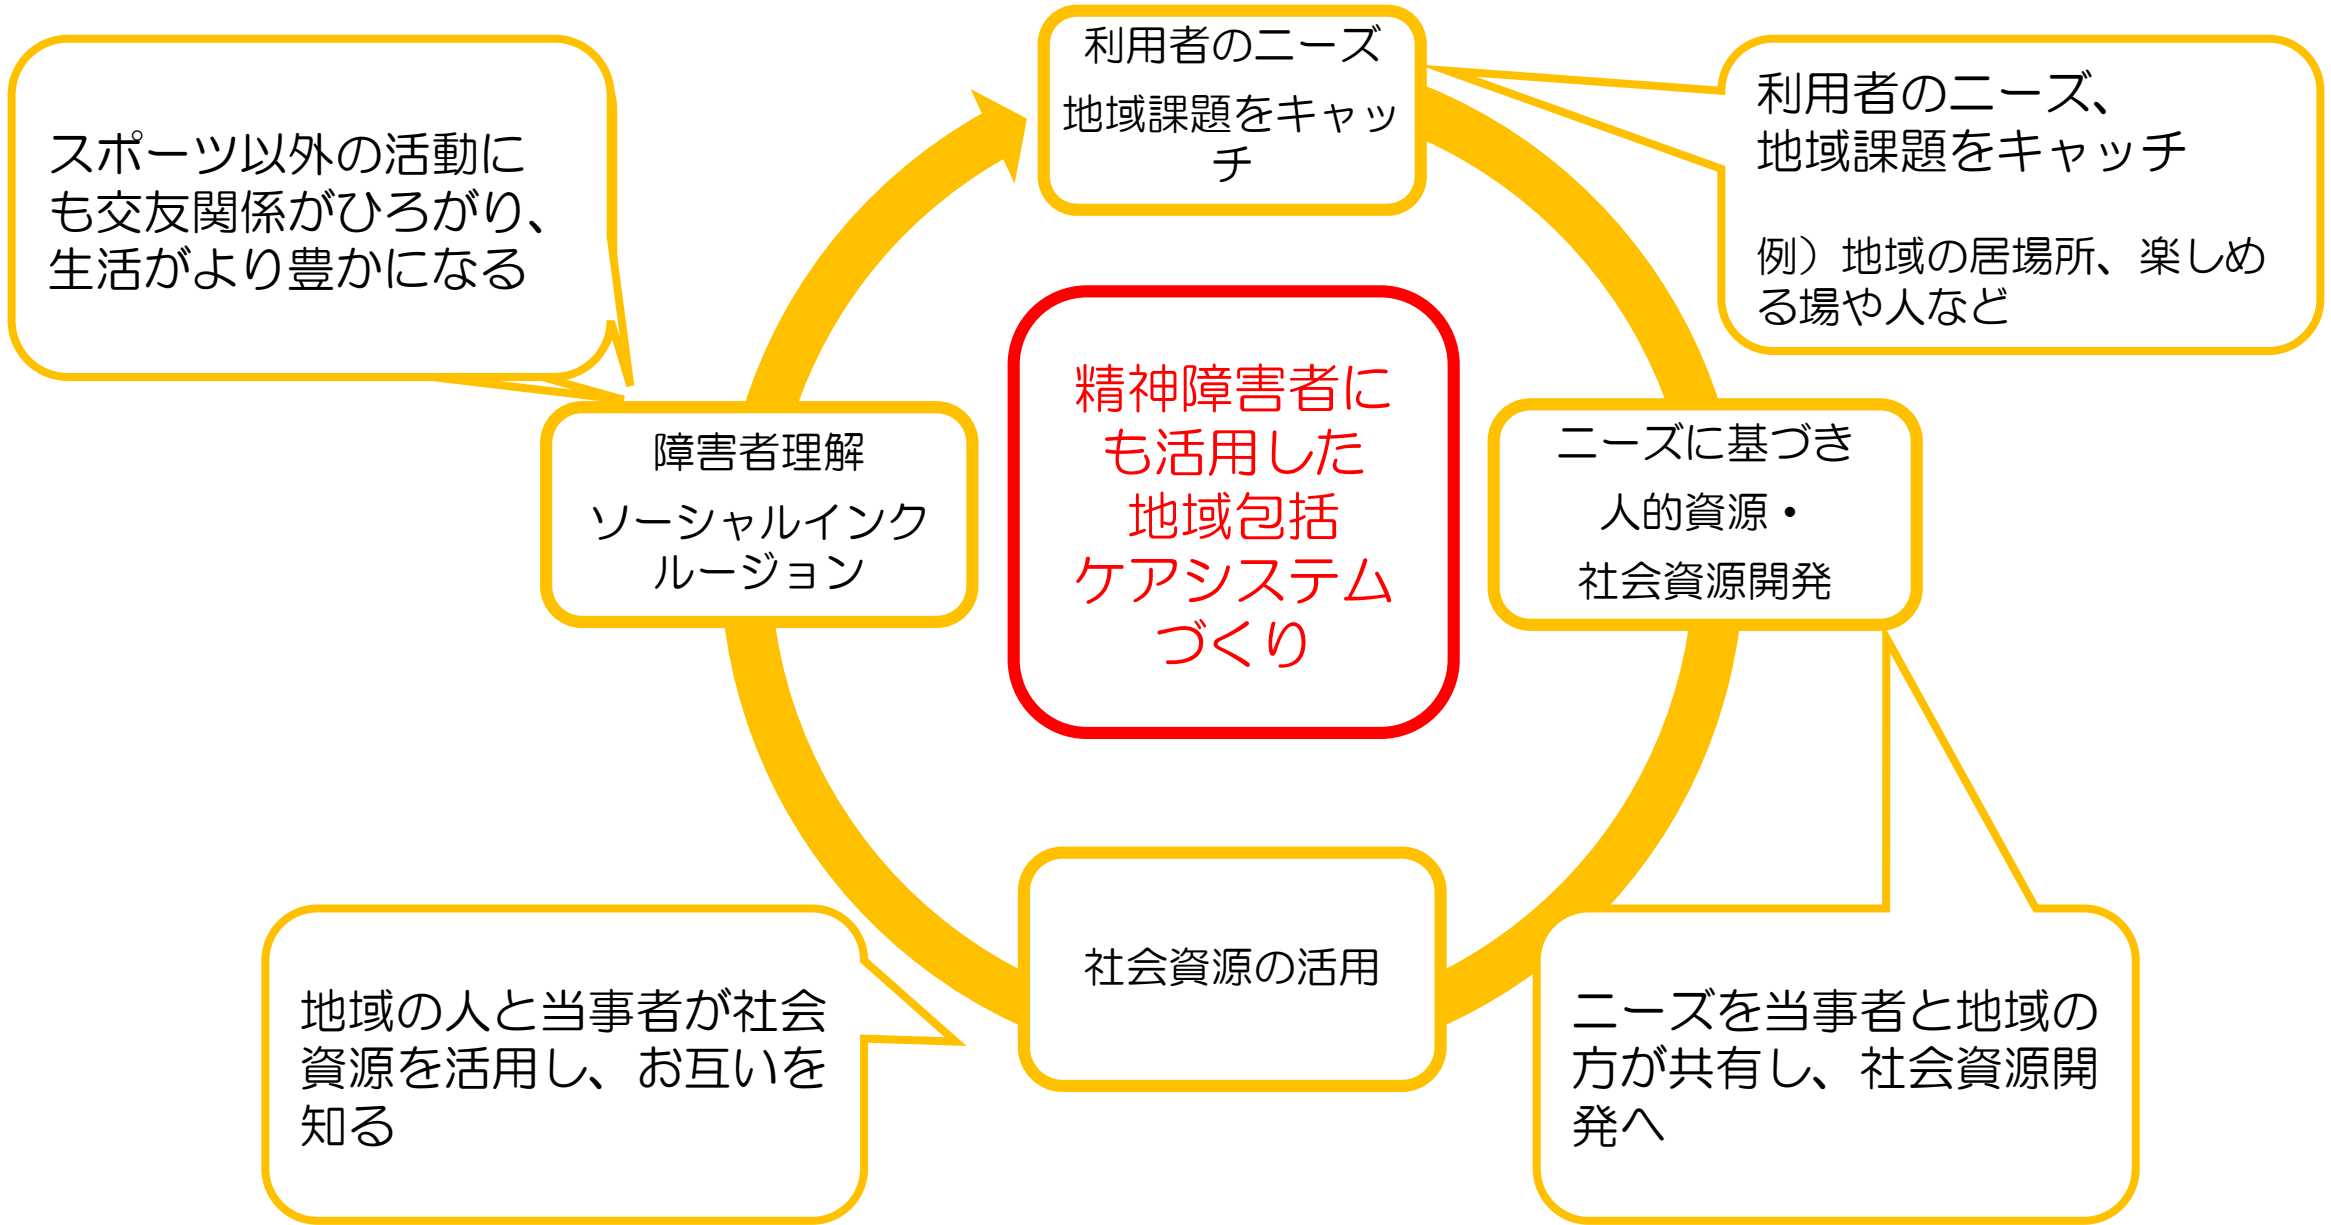 利用者のニーズ
地域課題をキャッ
チ
利用者のニーズ、
地域課題をキャッチ
例）地域の居場所、楽しめ
る場や人など
スポーツ以外の活動に
も交友関係がひろがり、
生活がより豊かになる
精神障害者に
も活用した
地域包括
ケアシステム
づくり
障害者理解
ソーシャルインク
ルージョン
ニーズに基づき
人的資源・
社会資源開発
社会資源の活用
地域の人と当事者が社会
資源を活用し、お互いを
知る
ニーズを当事者と地域の
方が共有し、社会資源開
発へ